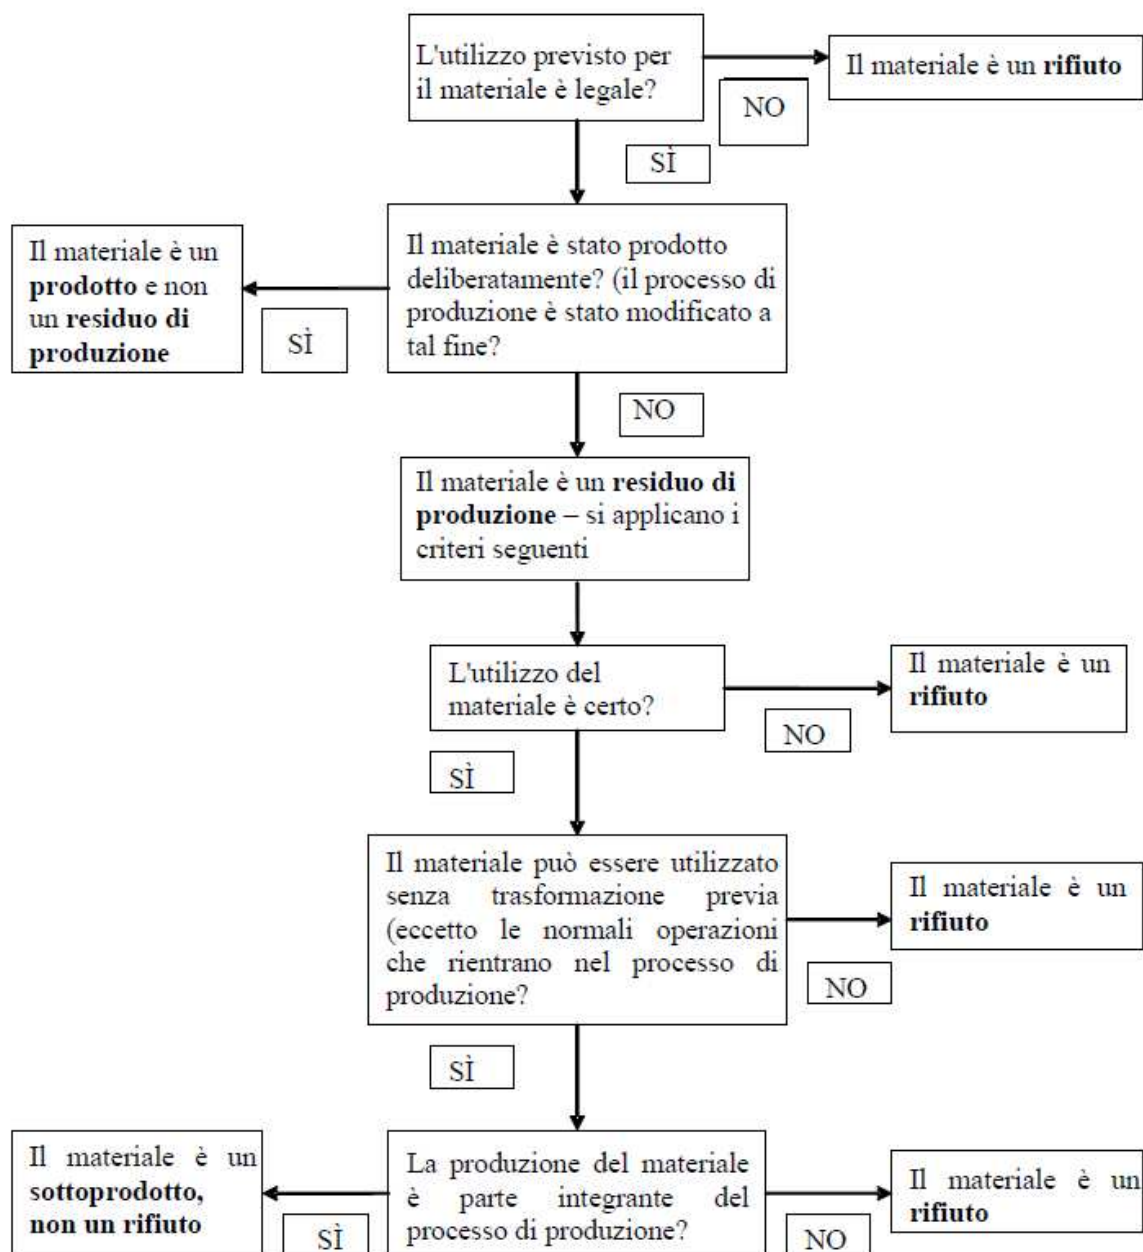 L'utilizzo previsto per
il materiale è legale?
Il materiale è un rifiuto
NO
SÌ
Il materiale è un
prodotto e non
un residuo di
produzione
SÌ
Il materiale è stato prodotto
deliberatamente? (il processo di
produzione è stato modificato a
tal fine?
NO
Il materiale è un residuo di
produzione – si applicano i
criteri seguenti
L'utilizzo del
materiale è certo?
Il materiale è un
rifiuto
NO
SÌ
Il materiale può essere utilizzato
senza trasformazione previa
(eccetto le normali operazioni
che rientrano nel processo di
produzione?
Il materiale è un
rifiuto
NO
SÌ
Il materiale è un
sottoprodotto,
non un rifiuto
SÌ
La produzione del materiale
è parte integrante del
processo di produzione?
NO
Il materiale è un
rifiuto